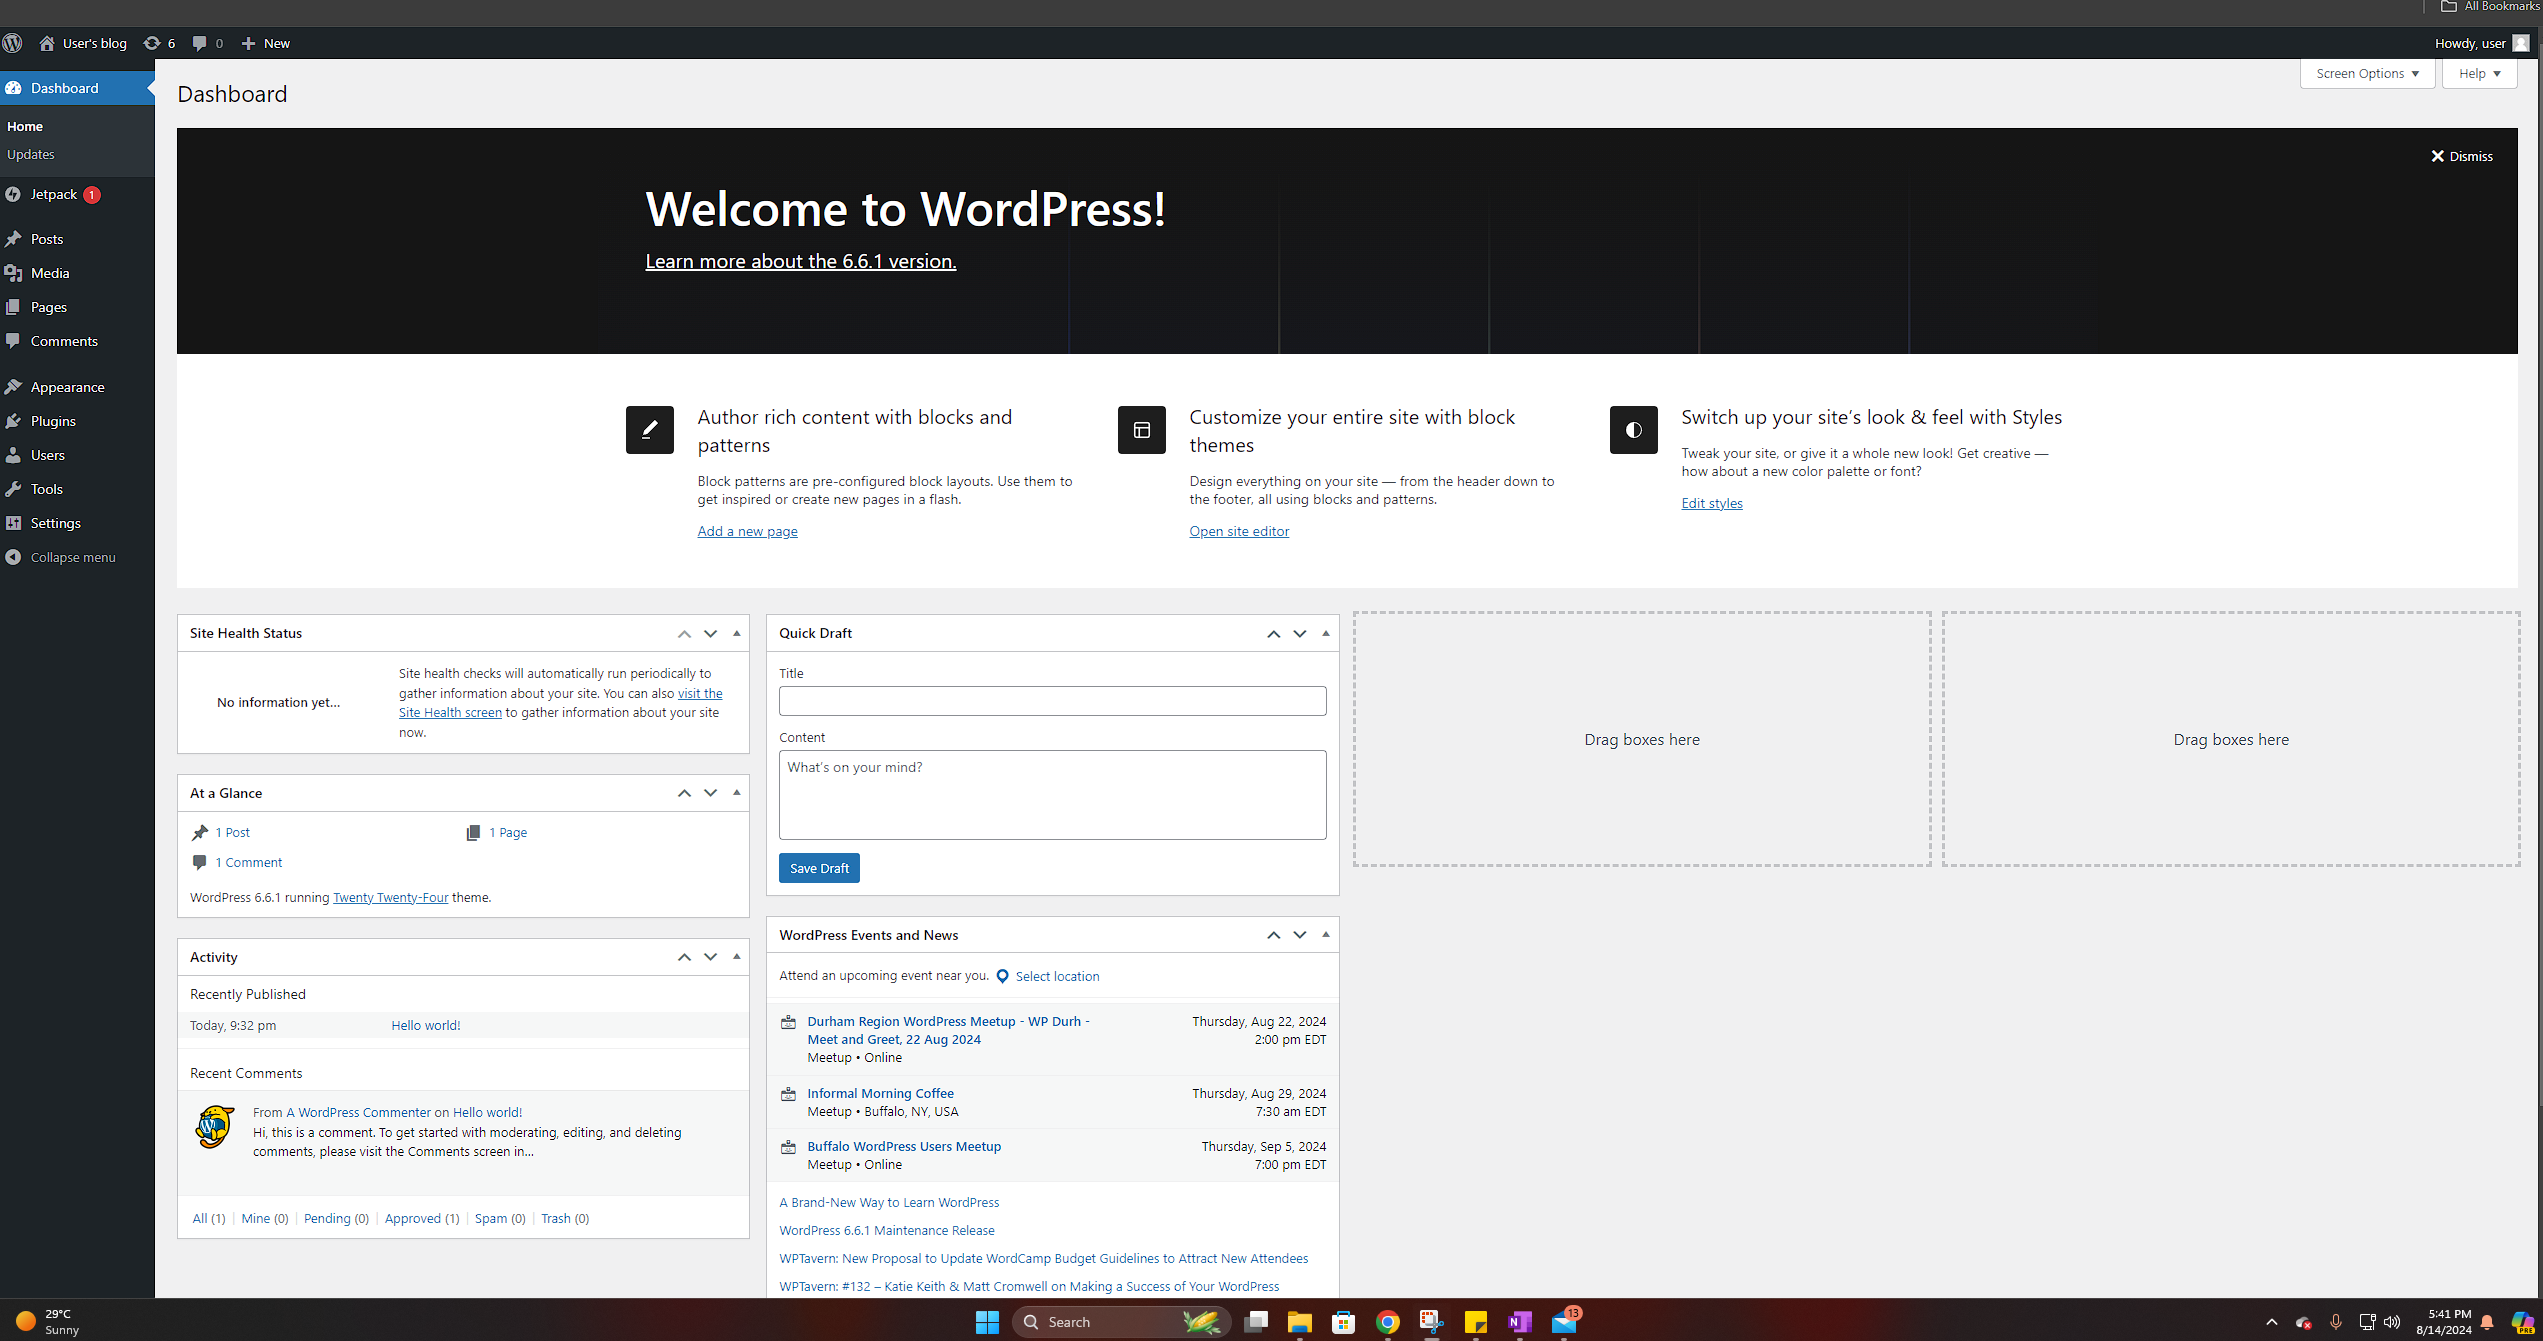 All Bookmarks
User's blog
6
0
New
Howdy, user
Dashboard
Home
Updates
Jetpack 1
Posts
Media
Pages
Comments
Appearance
Plugins
Users
Tools
Settings
Collapse menu
Dashboard
Screen Options
Help
Dismiss
Welcome to WordPress!
Learn more about the 6.6.1 version.
Author rich content with blocks and
patterns
Block patterns are pre-configured block layouts. Use them to
get inspired or create new pages in a flash.
Add a new page
Customize your entire site with block
themes
Design everything on your site — from the header down to
the footer, all using blocks and patterns.
Open site editor
Switch up your site's look & feel with Styles
Tweak your site, or give it a whole new look! Get creative —
how about a new color palette or font?
Edit styles
Site Health Status
No information yet...
Site health checks will automatically run periodically to
gather information about your site. You can also visit the
Site Health screen to gather information about your site
now.
At a Glance
1 Post
1 Page
1 Comment
WordPress 6.6.1 running Twenty Twenty-Four theme.
Activity
Recently Published
Today, 9:32 pm
Hello world!
Recent Comments
From A WordPress Commenter on Hello world!
Hi, this is a comment. To get started with moderating, editing, and deleting
comments, please visit the Comments screen in...
All (1) | Mine (0) | Pending (0) | Approved (1) | Spam (0) | Trash (0)
Quick Draft
Title
Content
What's on your mind?
Save Draft
WordPress Events and News
Attend an upcoming event near you. Select location
Durham Region WordPress Meetup - WP Durh -
Meet and Greet, 22 Aug 2024
Meetup • Online
Thursday, Aug 22, 2024
2:00 pm EDT
Informal Morning Coffee
Meetup • Buffalo, NY, USA
Thursday, Aug 29, 2024
7:30 am EDT
Buffalo WordPress Users Meetup
Meetup • Online
Thursday, Sep 5, 2024
7:00 pm EDT
A Brand-New Way to Learn WordPress
WordPress 6.6.1 Maintenance Release
WPTavern: New Proposal to Update WordCamp Budget Guidelines to Attract New Attendees
WPTavern: #132 – Katie Keith & Matt Cromwell on Making a Success of Your WordPress
Drag boxes here
Drag boxes here
29°C
Sunny
Search
13
5:41 PM
8/14/2024
PRE